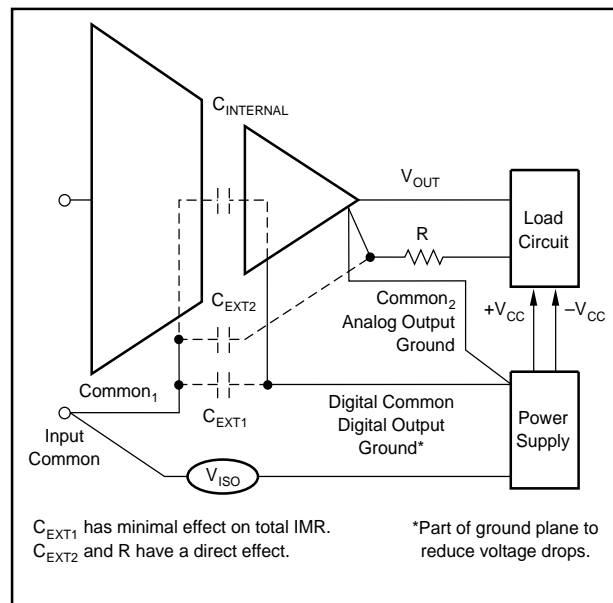 C_INTERNAL
V_OUT
Load
Circuit
R
C_EXT2
Common_2
Analog Output
Ground
+V_CC
–V_CC
Common_1
C_EXT1
Digital Common
Digital Output
Ground*
Power
Supply
Input
Common
V_ISO
C_EXT1 has minimal effect on total IMR.
C_EXT2 and R have a direct effect.
*Part of ground plane to
reduce voltage drops.